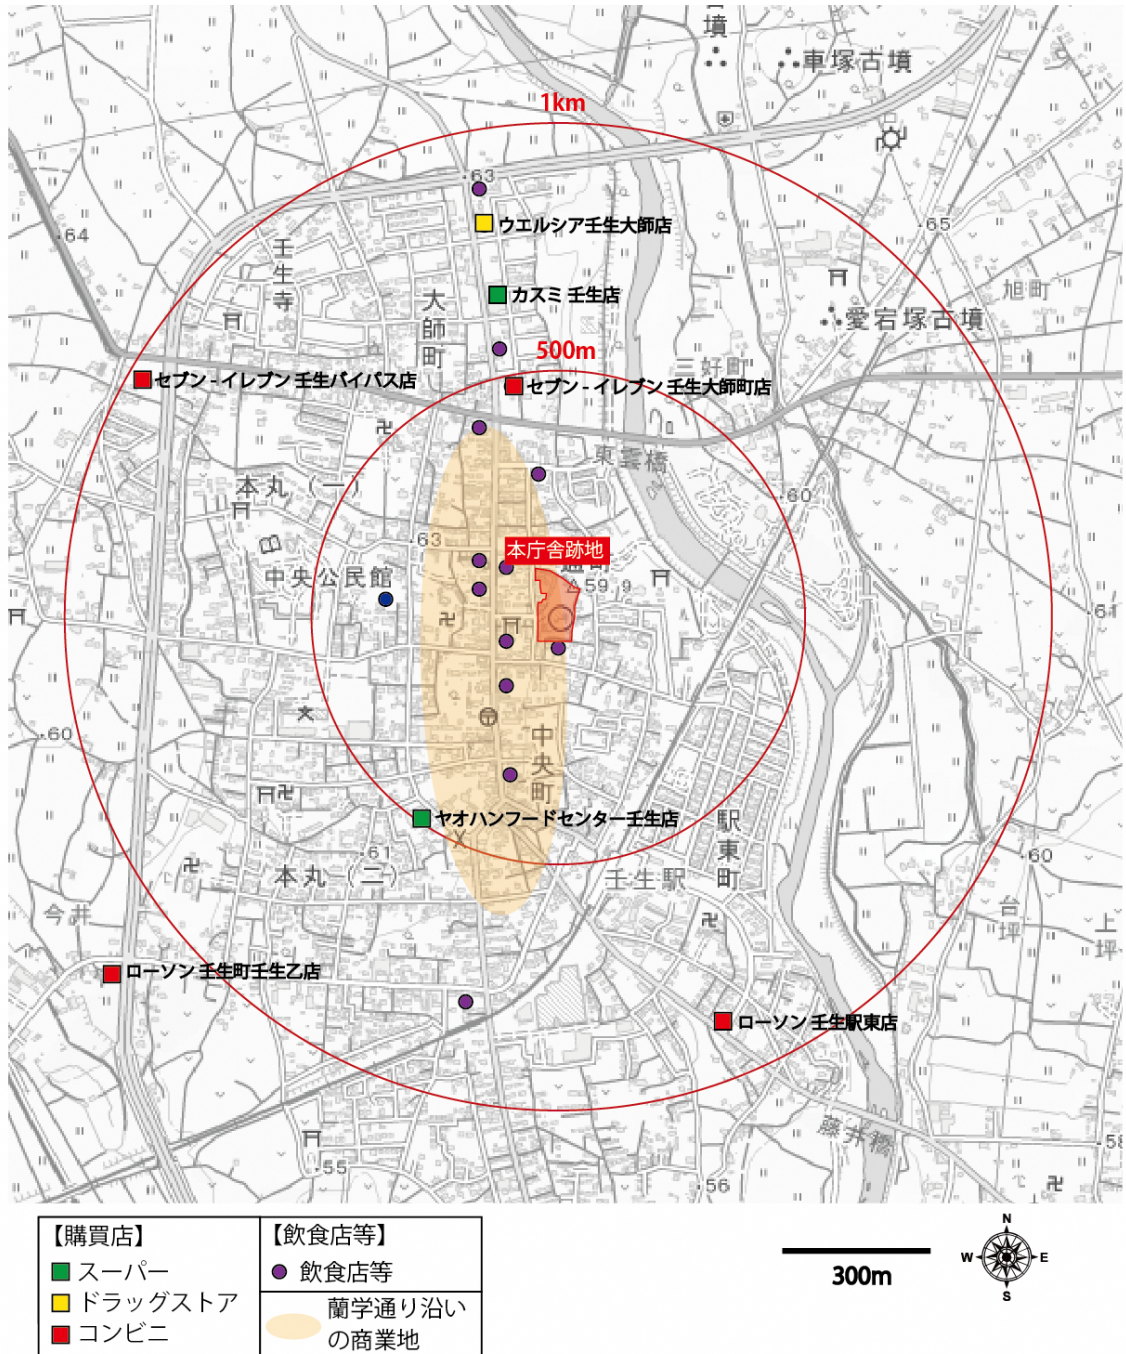 古墳
車塚古墳
1km
63
64
ウエルシア壬生大師店
65
壬生寺
大師町
カスミ 壬生店
旭町
愛宕塚古墳
500m
三好町
セブン-イレブン 壬生バイパス店
セブン-イレブン 壬生大師町店
東雲橋
本丸(一)
60
63
本庁舎跡地
通町
中央公民館
59.9
61
60
中央町
ヤオハンフードセンター壬生店
駅東町
61
60
本丸(二)
壬生駅
今井
台坪
上坪
ローソン 壬生町壬生乙店
ローソン 壬生駅東店
藤井橋
58
55
56
【購買店】
スーパー
ドラッグストア
コンビニ
【飲食店等】
飲食店等
蘭学通り沿い
の商業地
300m
N
W
E
S